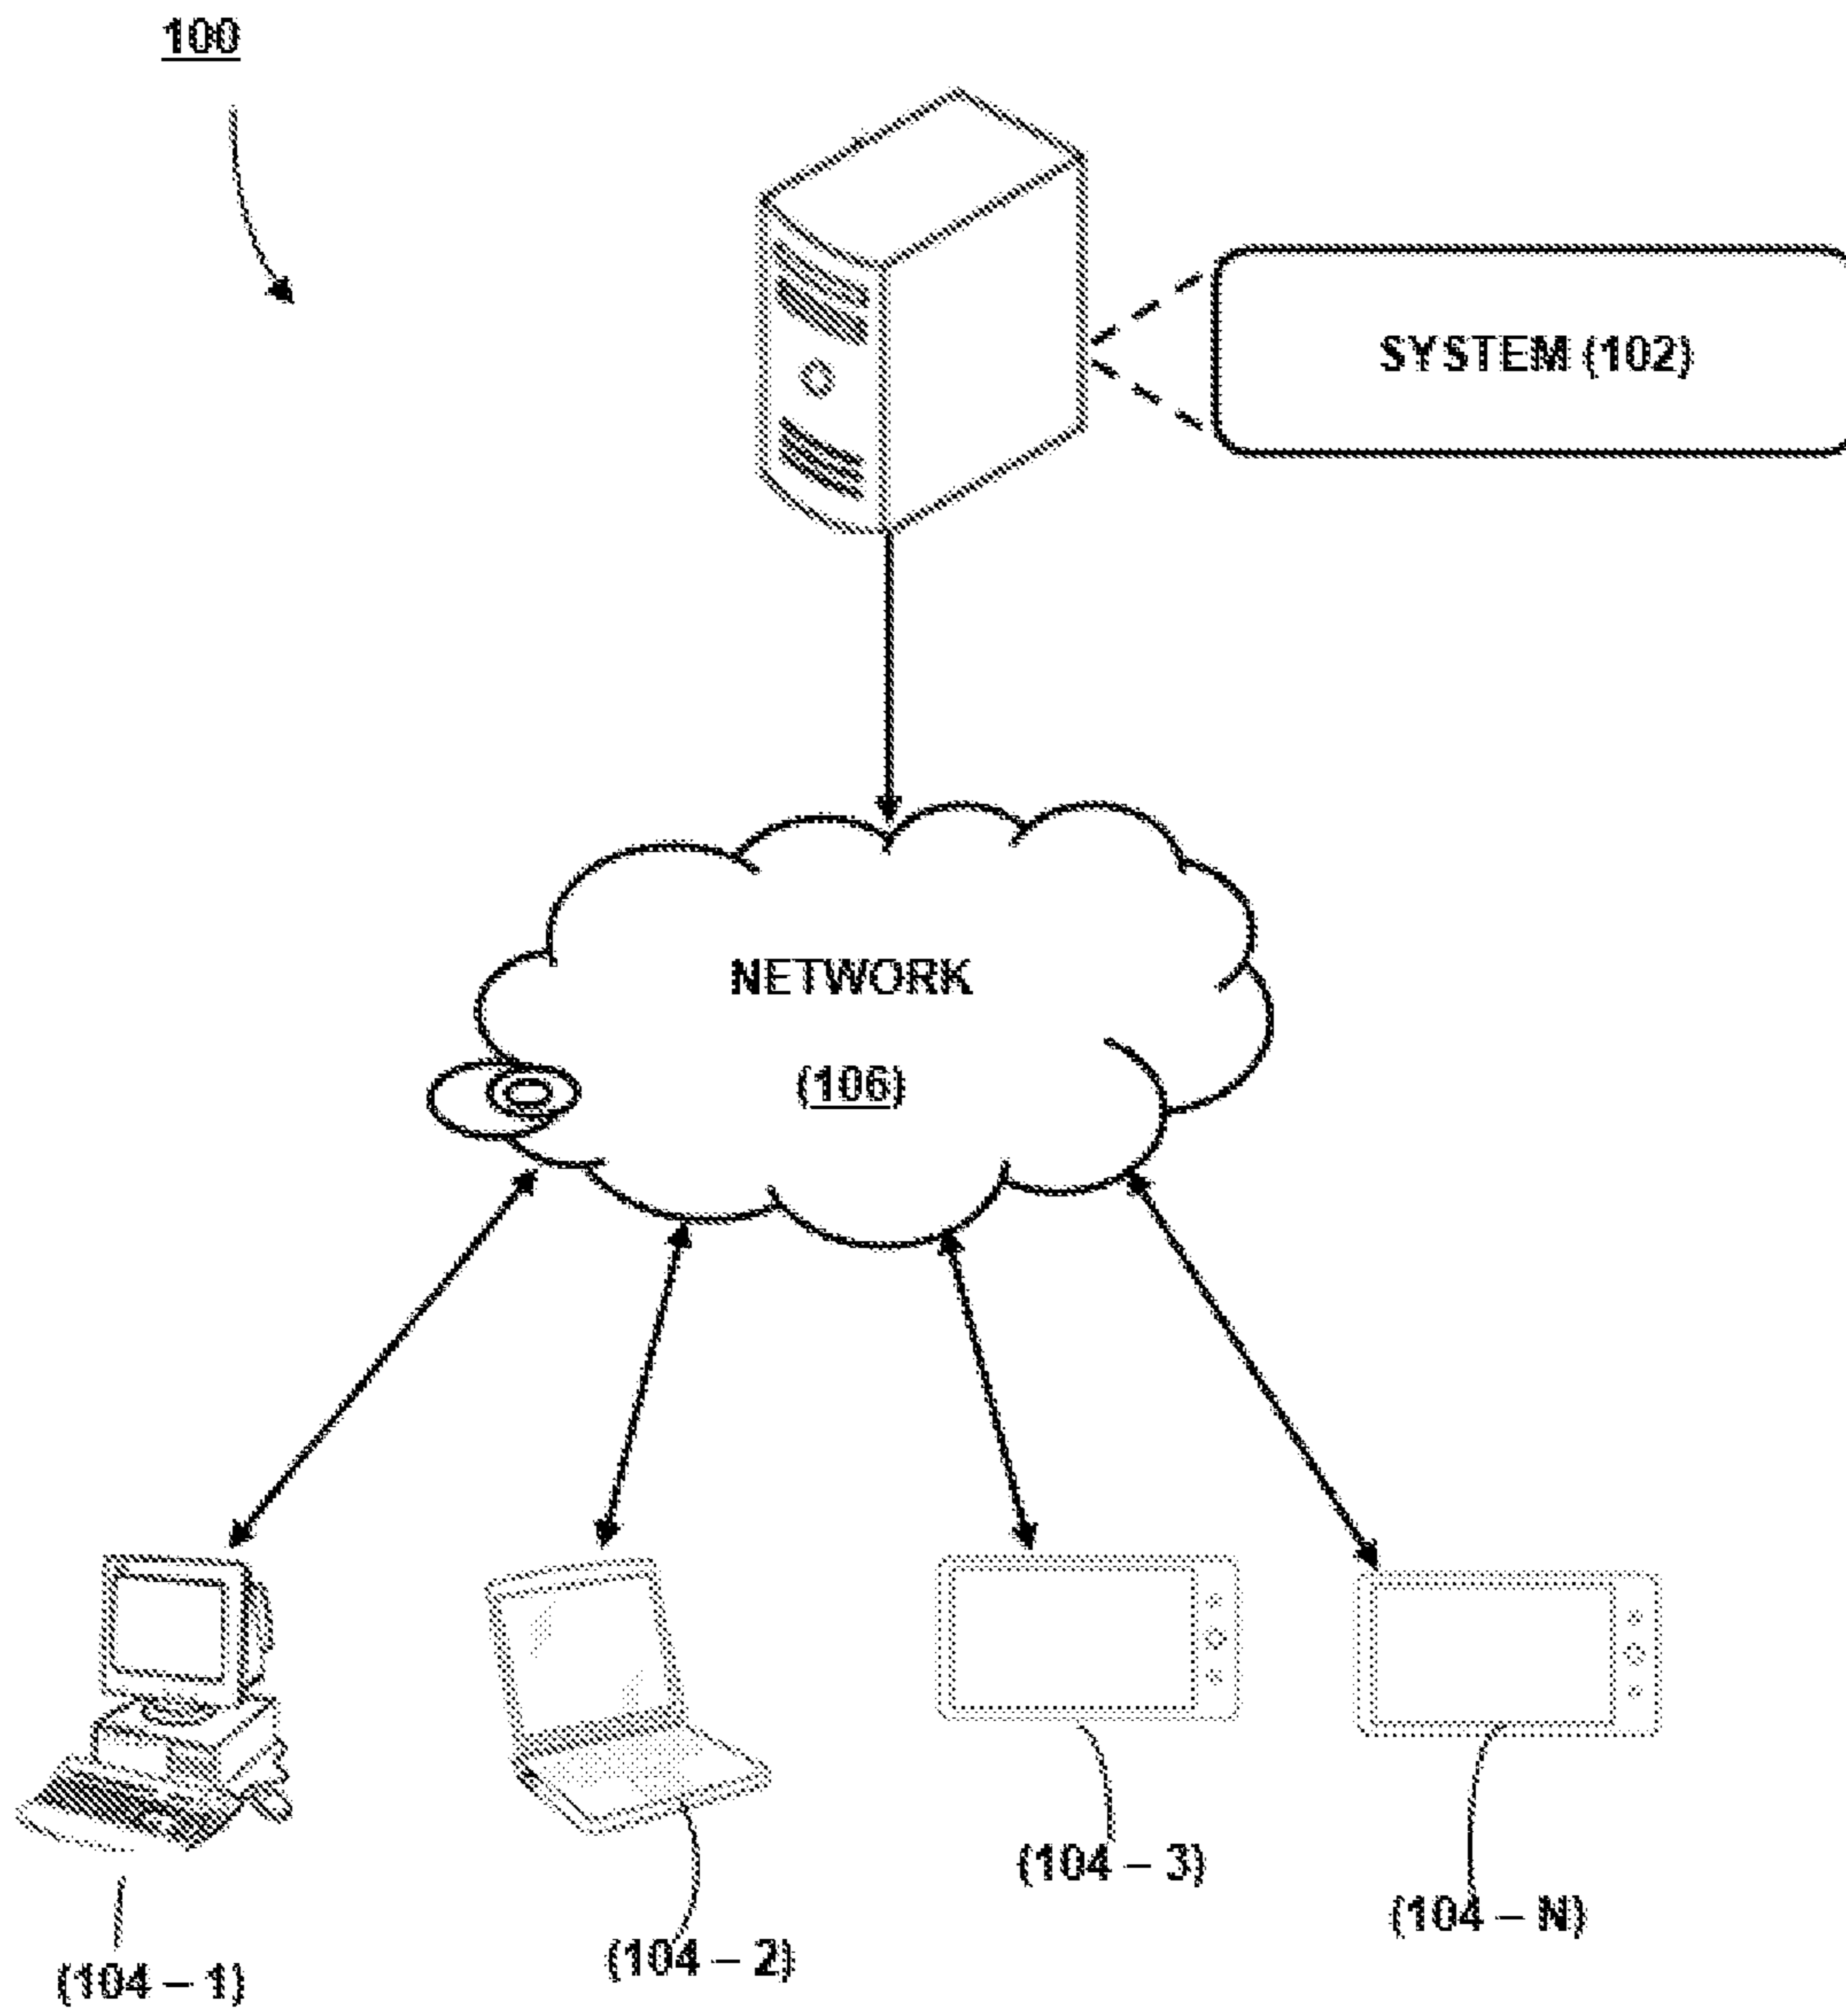 100
SYSTEM (102)
NETWORK
(106)
(104 – 3)
(104 – N)
(104 – 2)
(104 – 1)